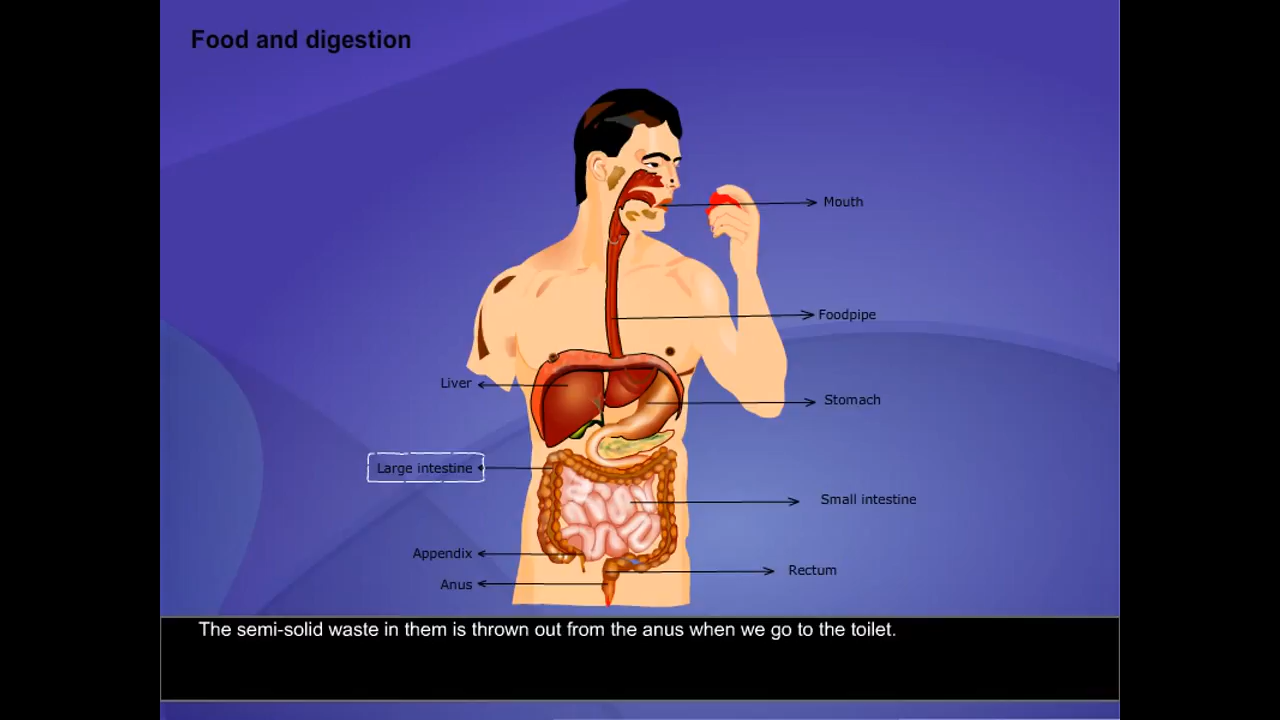 Food and digestion
Mouth
Foodpipe
Liver
Stomach
Large intestine
Small intestine
Appendix
Rectum
Anus
The semi-solid waste in them is thrown out from the anus when we go to the toilet.